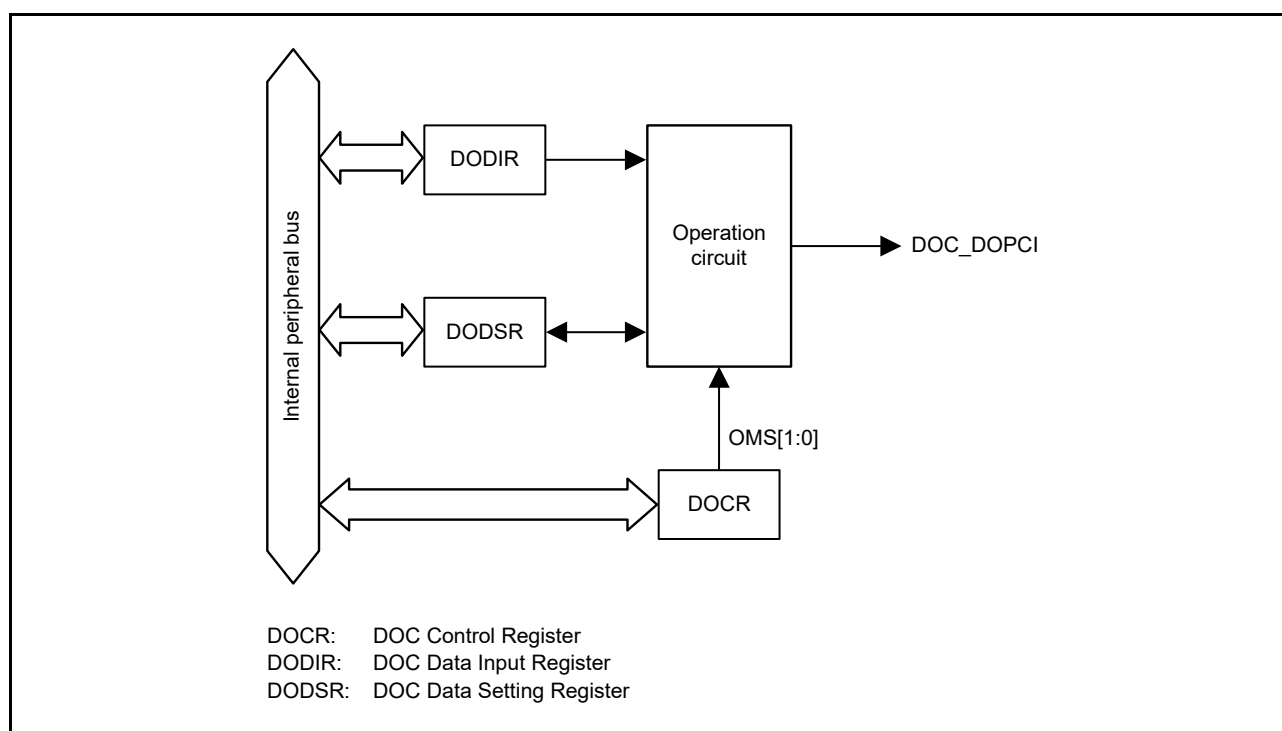 Internal peripheral bus
DODIR
Operation
circuit
DOC_DOPCI
DODSR
OMS[1:0]
DOCR
DOCR: DOC Control Register
DODIR: DOC Data Input Register
DODSR: DOC Data Setting Register